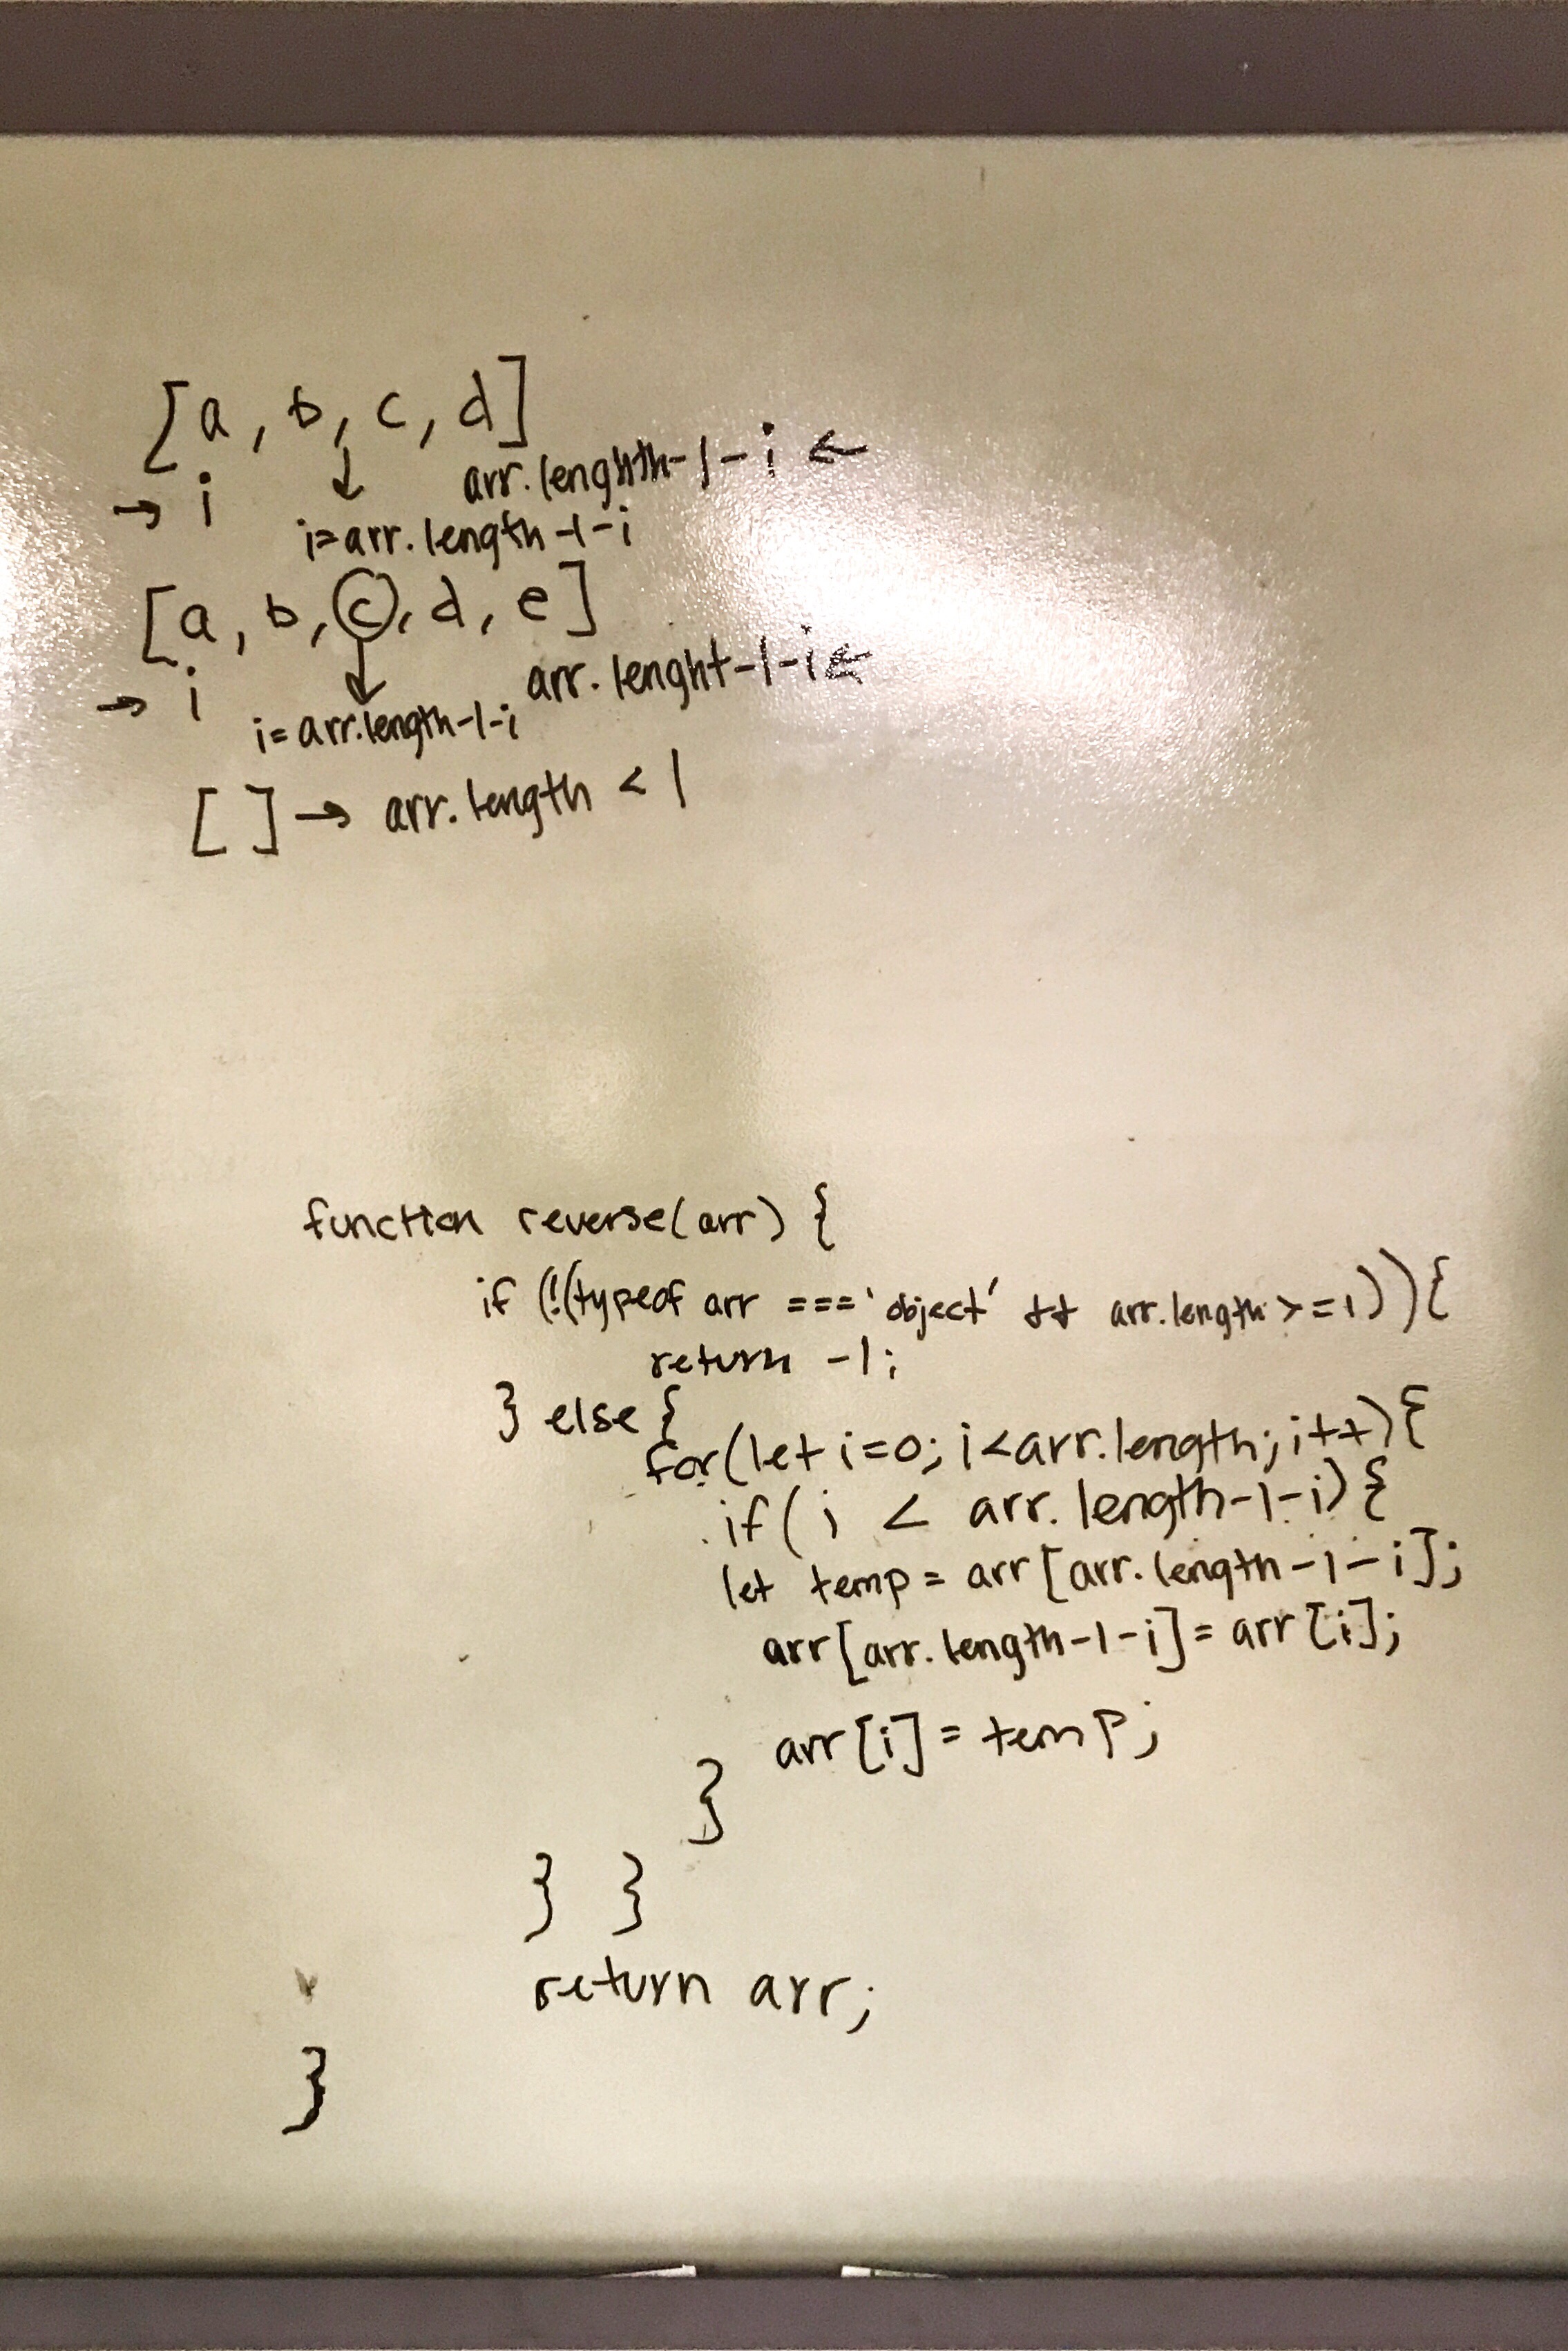 [a, b, c, d]
→ i ↓ arr.lenghth-1-i ←
i=arr.length-1-i
[a, b, c, d, e]
→ i ↓ arr.lenght-1-i ←
i=arr.length-1-i
[ ] → arr.length < 1
function reverse(arr) {
if (!(typeof arr === 'object' && arr.length >=1)){
return -1;
} else {
for(let i=0; i<arr.length; i++){
if( i < arr.length-1-i){
let temp = arr[arr.length-1-i];
arr[arr.length-1-i]= arr[i];
arr[i] = temp;
}
} }
return arr;
}